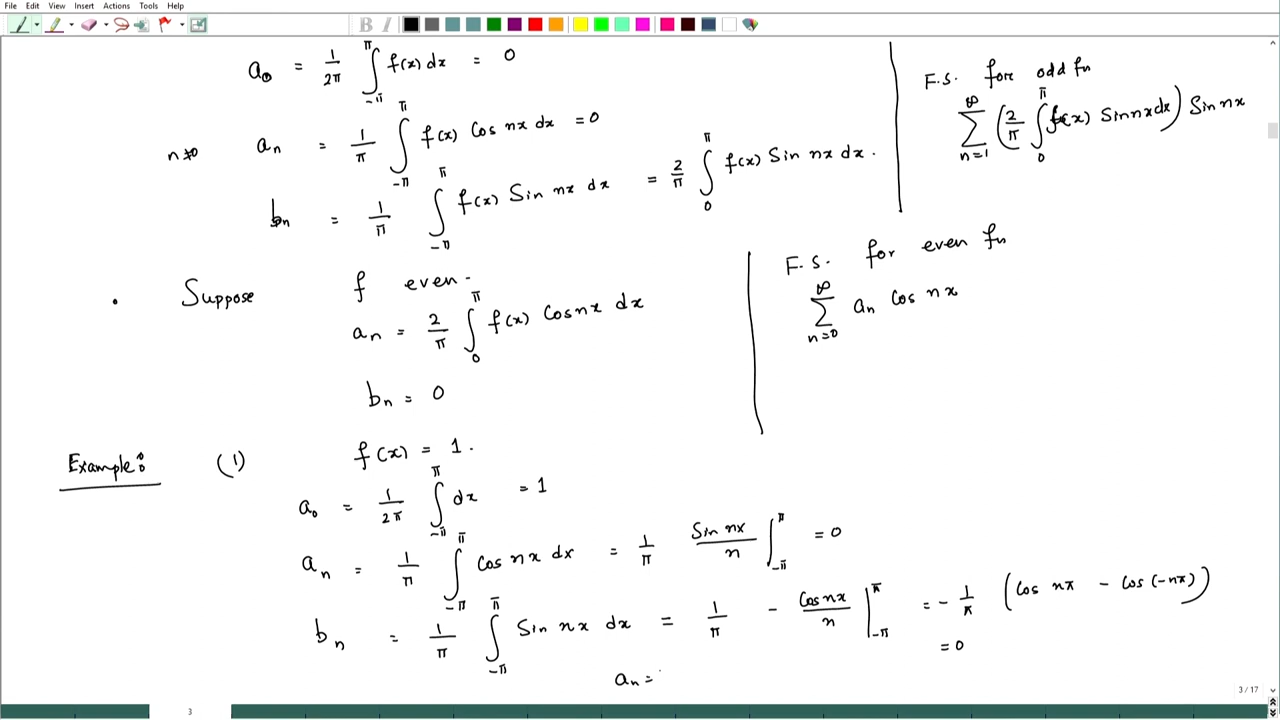 File Edit View Insert Actions Tools Help
a₀ = 1/2π ∫_{-π}^{π} f(x) dx = 0
n≠0 aₙ = 1/π ∫_{-π}^{π} f(x) Cos nx dx = 0
bₙ = 1/π ∫_{-π}^{π} f(x) Sin nx dx = 2/π ∫_{0}^{π} f(x) Sin nx dx.
F.S. for odd fn
∑_{n=1}^{∞} (2/π ∫_{0}^{π} f(x) Sin nx dx) Sin nx
• Suppose f even.
aₙ = 2/π ∫_{0}^{π} f(x) Cos nx dx
bₙ = 0
F.S. for even fn
∑_{n=0}^{∞} aₙ Cos nx
Example: (1) f(x) = 1.
a₀ = 1/2π ∫_{-π}^{π} dx = 1
aₙ = 1/π ∫_{-π}^{π} Cos nx dx = 1/π Sin nx/n |_{-π}^{π} = 0
bₙ = 1/π ∫_{-π}^{π} Sin nx dx = 1/π - Cos nx/n |_{-π}^{π} = - 1/π (Cos nπ - Cos (-nπ))
= 0
aₙ =
3 / 17
3